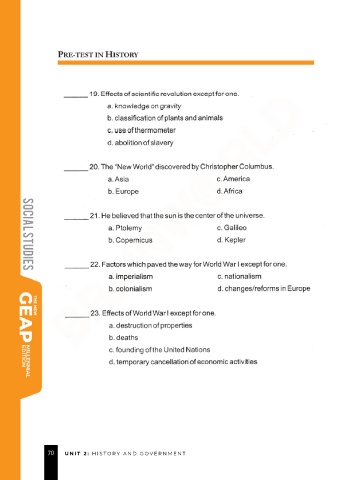 PRE-TEST IN HISTORY
______ 19. Effects of scientific revolution except for one.
a. knowledge on gravity
b. classification of plants and animals
c. use of thermometer
d. abolition of slavery
______ 20. The "New World" discovered by Christopher Columbus.
a. Asia c. America
b. Europe d. Africa
______ 21. He believed that the sun is the center of the universe.
a. Ptolemy c. Galileo
b. Copernicus d. Kepler
______ 22. Factors which paved the way for World War I except for one.
a. imperialism c. nationalism
b. colonialism d. changes/reforms in Europe
______ 23. Effects of World War I except for one.
a. destruction of properties
b. deaths
c. founding of the United Nations
d. temporary cancellation of economic activities
SOCIAL STUDIES
THE NEW
GEAP
MILLENNIAL
EDITION
70 UNIT 2: HISTORY AND GOVERNMENT